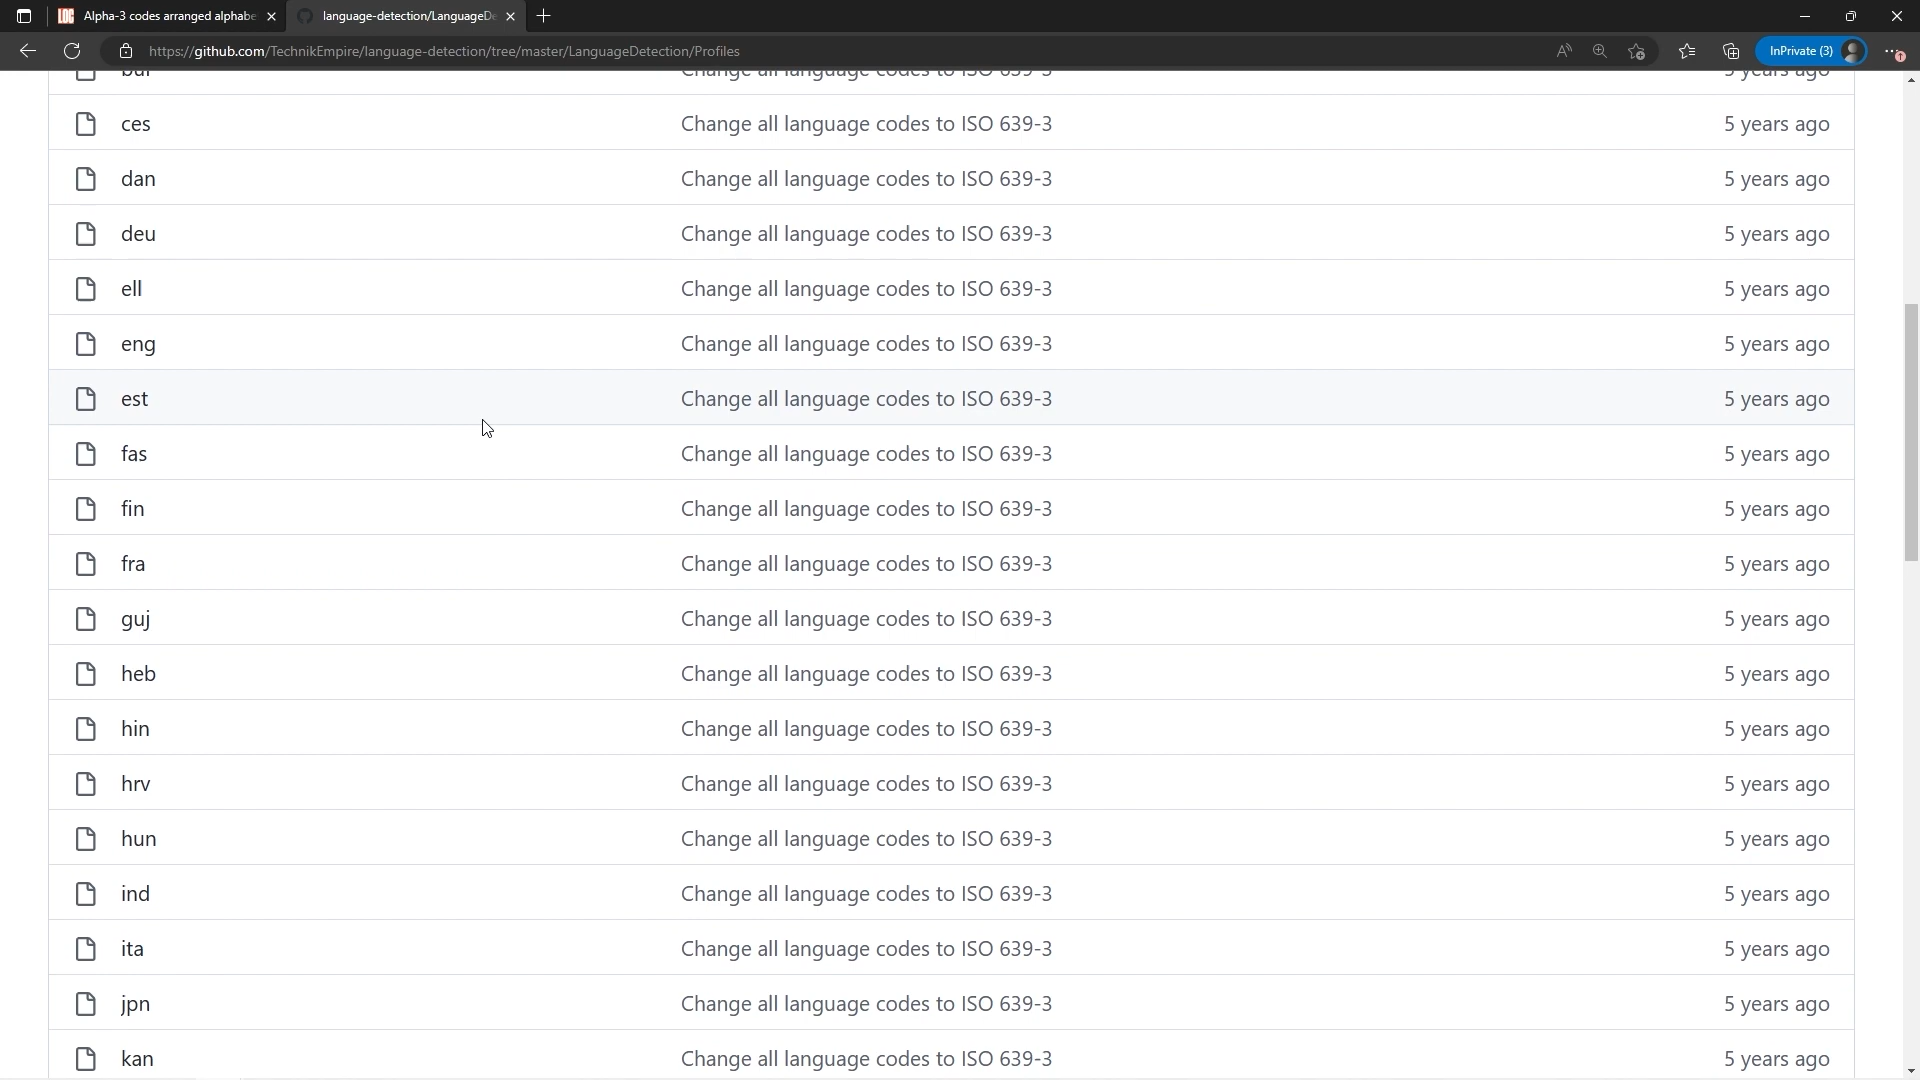 Alpha-3 codes arranged alphabe
language-detection/LanguageDe
https://github.com/TechnikEmpire/language-detection/tree/master/LanguageDetection/Profiles
InPrivate (3)
bul Change all language codes to ISO 639-3 5 years ago
ces Change all language codes to ISO 639-3 5 years ago
dan Change all language codes to ISO 639-3 5 years ago
deu Change all language codes to ISO 639-3 5 years ago
ell Change all language codes to ISO 639-3 5 years ago
eng Change all language codes to ISO 639-3 5 years ago
est Change all language codes to ISO 639-3 5 years ago
fas Change all language codes to ISO 639-3 5 years ago
fin Change all language codes to ISO 639-3 5 years ago
fra Change all language codes to ISO 639-3 5 years ago
guj Change all language codes to ISO 639-3 5 years ago
heb Change all language codes to ISO 639-3 5 years ago
hin Change all language codes to ISO 639-3 5 years ago
hrv Change all language codes to ISO 639-3 5 years ago
hun Change all language codes to ISO 639-3 5 years ago
ind Change all language codes to ISO 639-3 5 years ago
ita Change all language codes to ISO 639-3 5 years ago
jpn Change all language codes to ISO 639-3 5 years ago
kan Change all language codes to ISO 639-3 5 years ago